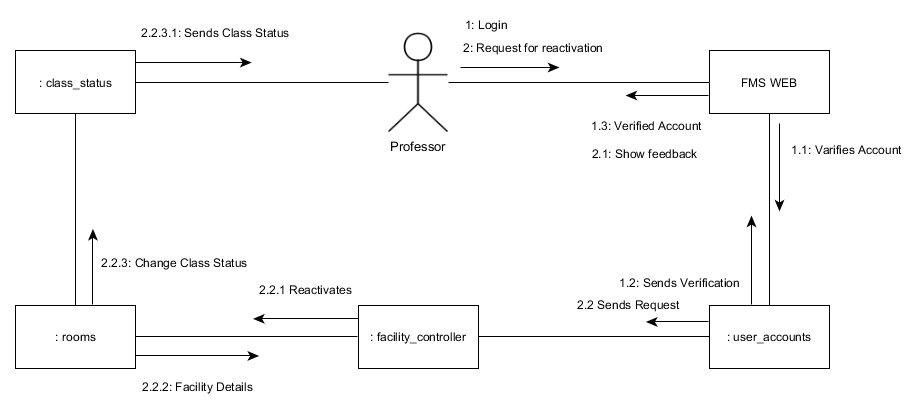 1: Login
2.2.3.1: Sends Class Status
2: Request for reactivation
: class_status
FMS WEB
1.3: Verified Account
Professor
2.1: Show feedback
1.1: Varifies Account
2.2.3: Change Class Status
1.2: Sends Verification
2.2.1 Reactivates
2.2 Sends Request
: rooms
: facility_controller
: user_accounts
2.2.2: Facility Details